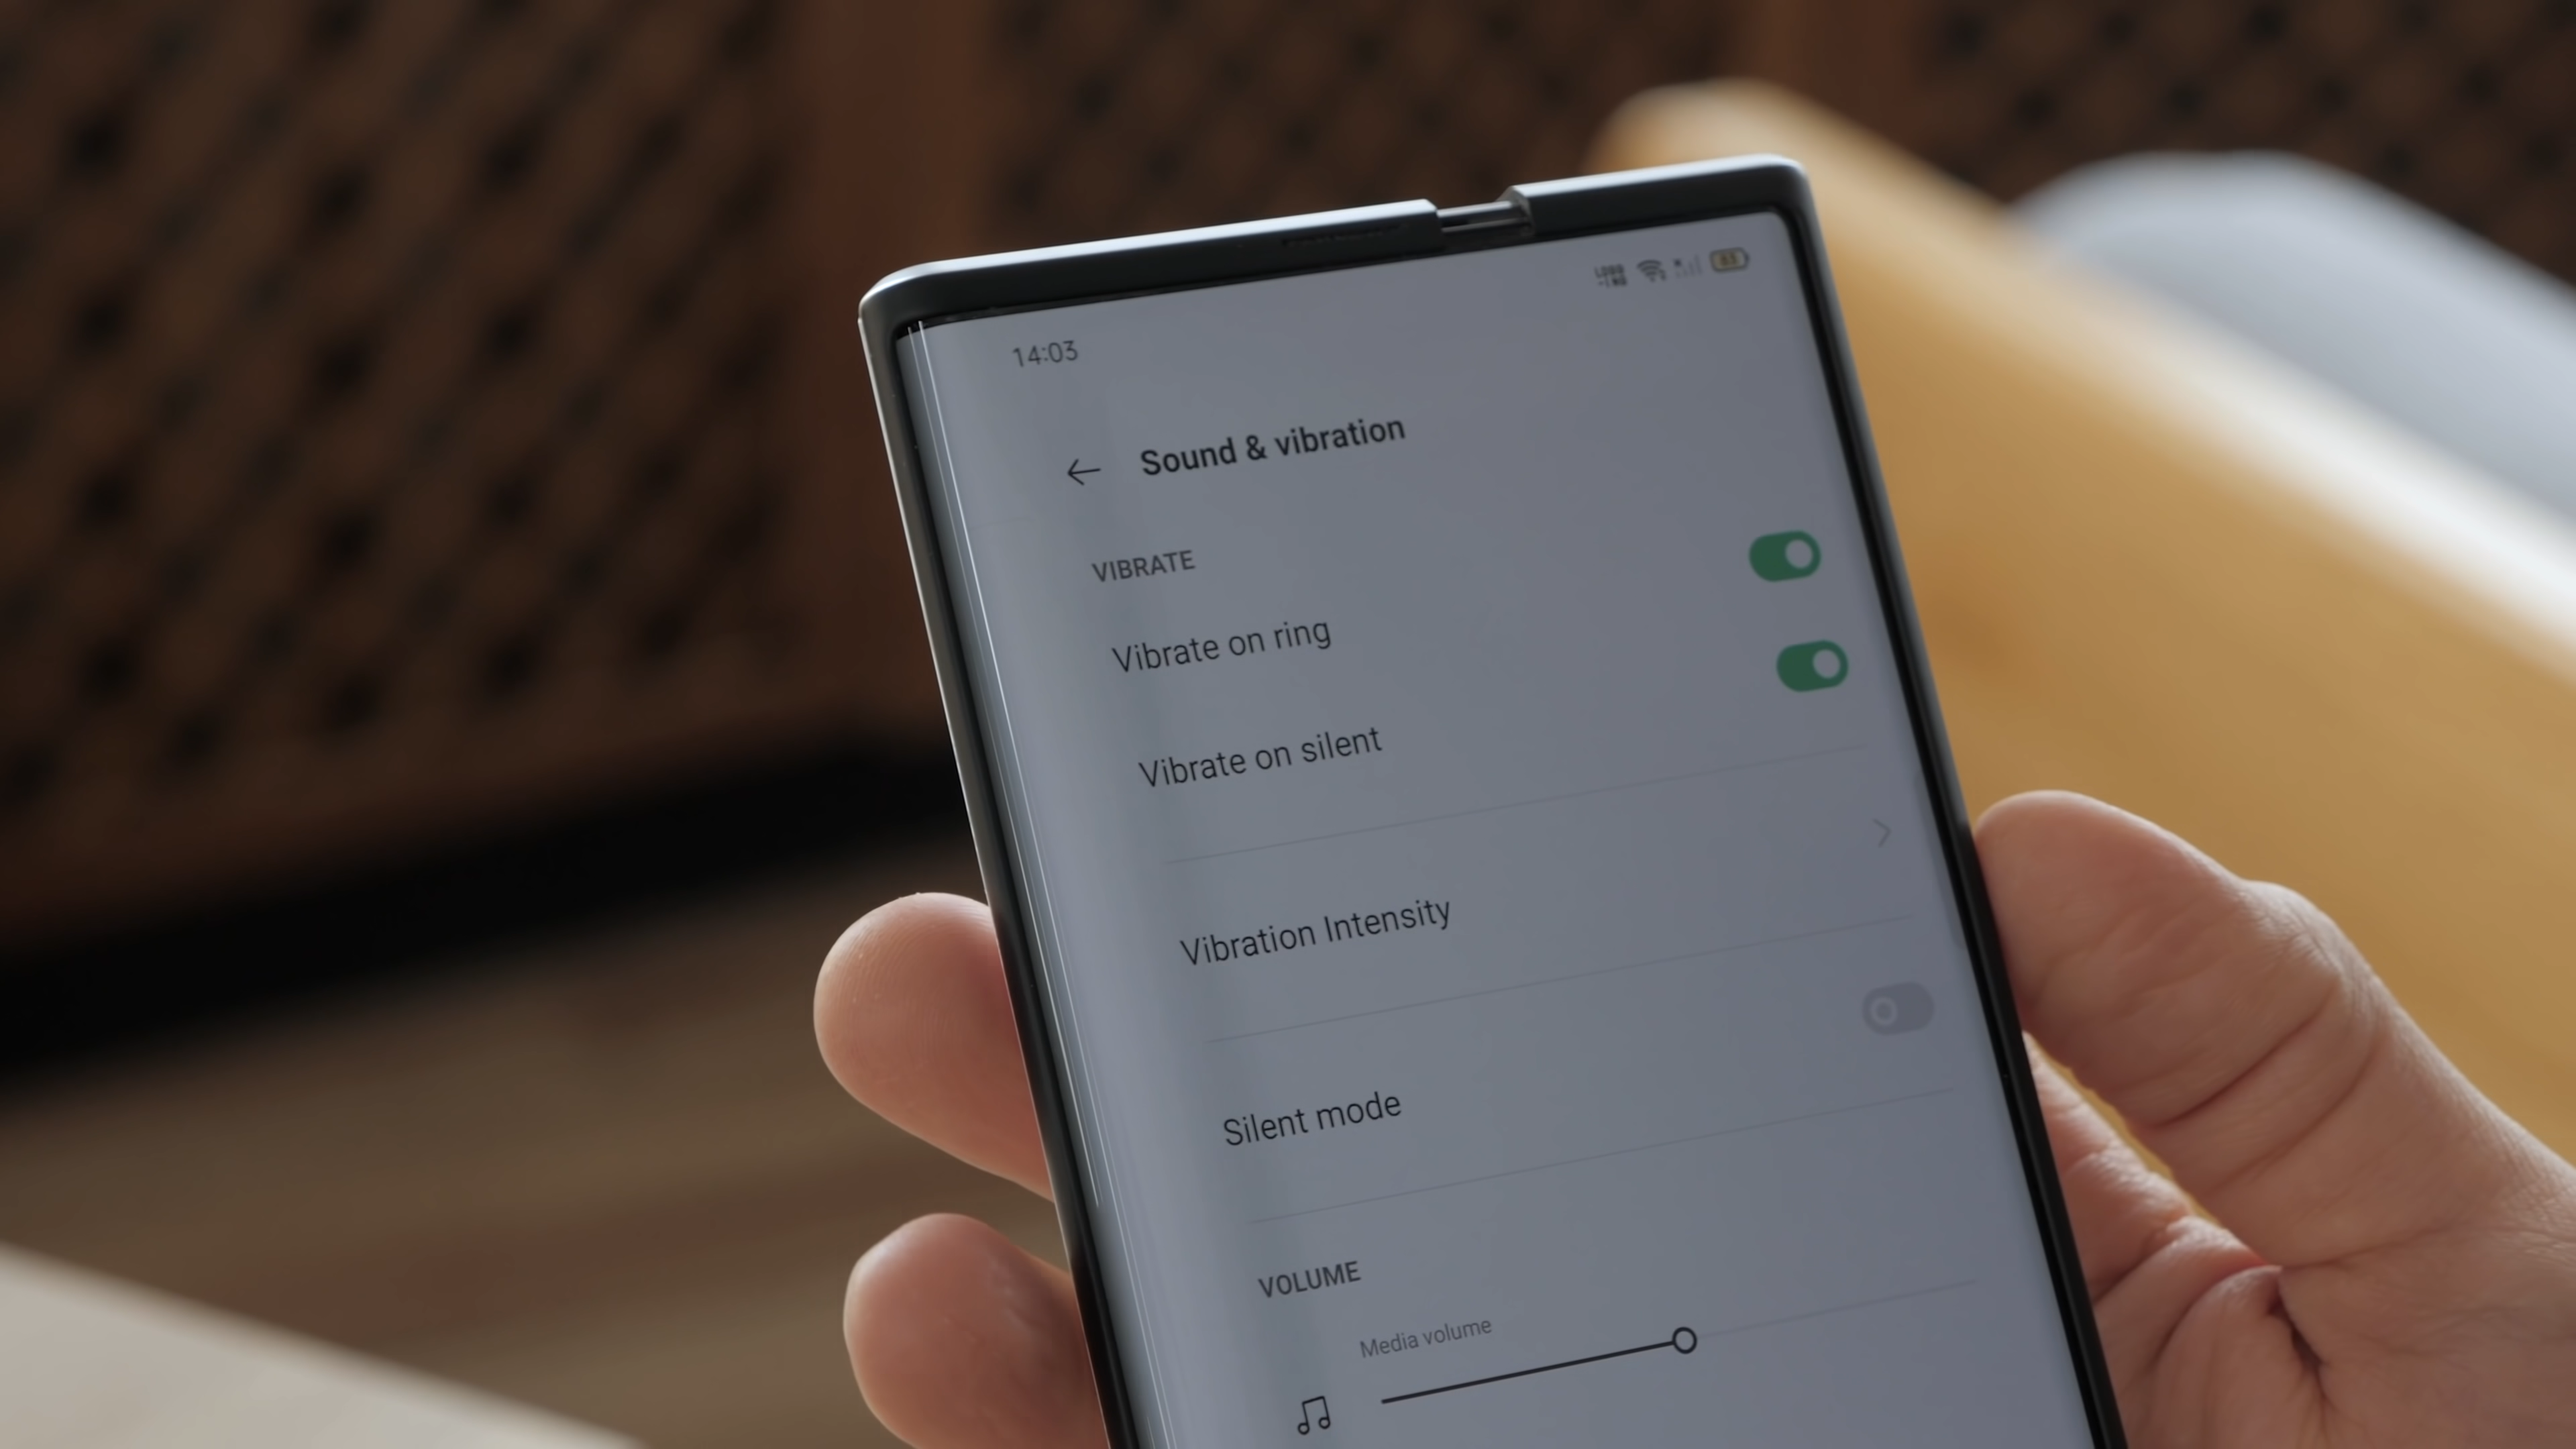 14:03
Sound & vibration
VIBRATE
Vibrate on ring
Vibrate on silent
Vibration Intensity
Silent mode
VOLUME
Media volume